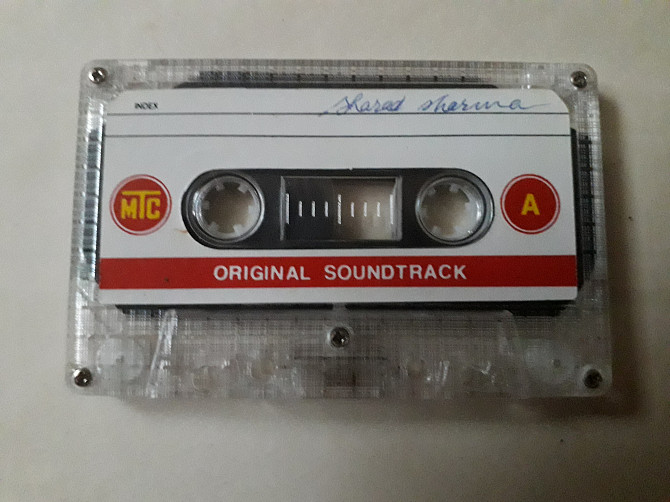 INDEX sharad sharma
MTC
A
ORIGINAL SOUNDTRACK